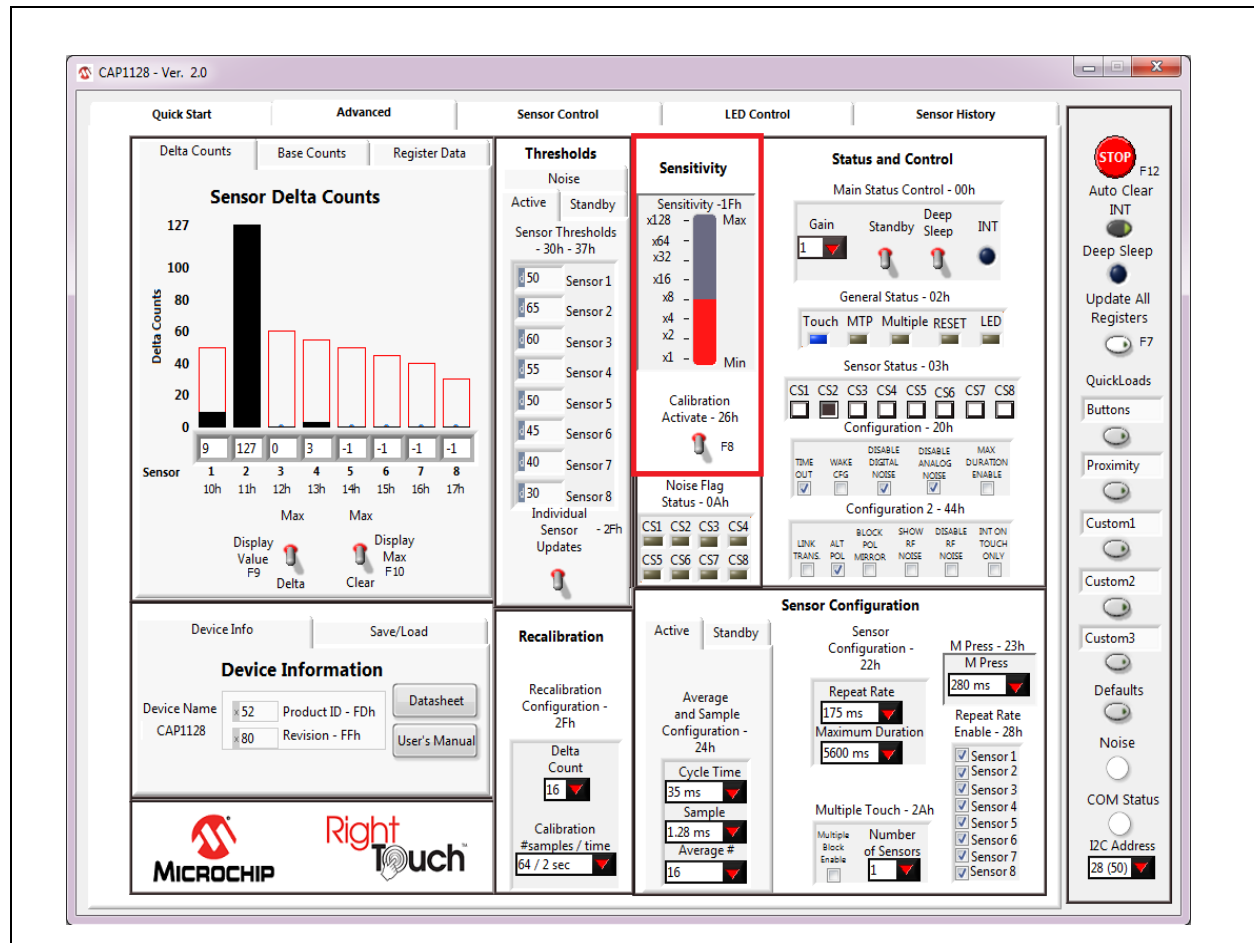 CAP1128 - Ver. 2.0
Quick Start
Advanced
Sensor Control
LED Control
Sensor History
Delta Counts
Base Counts
Register Data
Sensor Delta Counts
Delta Counts
127
100
80
60
40
20
0
9 127 0 3 -1 -1 -1 -1
Sensor 1 2 3 4 5 6 7 8
10h 11h 12h 13h 14h 15h 16h 17h
Max
Display
Value
F9
Delta
Max
Display
Max
F10
Clear
Thresholds
Noise
Active
Standby
Sensor Thresholds
- 30h - 37h
d 50 Sensor 1
d 65 Sensor 2
d 60 Sensor 3
d 55 Sensor 4
d 50 Sensor 5
d 45 Sensor 6
d 40 Sensor 7
d 30 Sensor 8
Individual
Sensor - 2Fh
Updates
Sensitivity
Sensitivity -1Fh
x128 Max
x64
x32
x16
x8
x4
x2
x1 Min
Calibration
Activate - 26h
F8
Noise Flag
Status - 0Ah
CS1 CS2 CS3 CS4
CS5 CS6 CS7 CS8
Status and Control
Main Status Control - 00h
Gain
1
Standby
Deep
Sleep
INT
General Status - 02h
Touch MTP Multiple RESET LED
Sensor Status - 03h
CS1 CS2 CS3 CS4 CS5 CS6 CS7 CS8
Configuration - 20h
TIME
OUT
WAKE
CFG
DISABLE
DIGITAL
NOISE
DISABLE
ANALOG
NOISE
MAX
DURATION
ENABLE
Configuration 2 - 44h
LINK
TRANS.
ALT
POL
BLOCK
POL
MIRROR
SHOW
RF
NOISE
DISABLE
RF
NOISE
INT ON
TOUCH
ONLY
Device Info
Save/Load
Device Information
Device Name
CAP1128
x 52 Product ID - FDh
x 80 Revision - FFh
Datasheet
User's Manual
MICROCHIP
RightTouch
Recalibration
Recalibration
Configuration -
2Fh
Delta
Count
16
Calibration
#samples / time
64 / 2 sec
Sensor Configuration
Active
Standby
Average
and Sample
Configuration -
24h
Cycle Time
35 ms
Sample
1.28 ms
Average #
16
Sensor
Configuration -
22h
Repeat Rate
175 ms
Maximum Duration
5600 ms
Multiple Touch - 2Ah
Multiple
Block
Enable
Number
of Sensors
1
M Press - 23h
M Press
280 ms
Repeat Rate
Enable - 28h
Sensor 1
Sensor 2
Sensor 3
Sensor 4
Sensor 5
Sensor 6
Sensor 7
Sensor 8
STOP
F12
Auto Clear
INT
Deep Sleep
Update All
Registers
F7
QuickLoads
Buttons
Proximity
Custom1
Custom2
Custom3
Defaults
Noise
COM Status
I2C Address
28 (50)